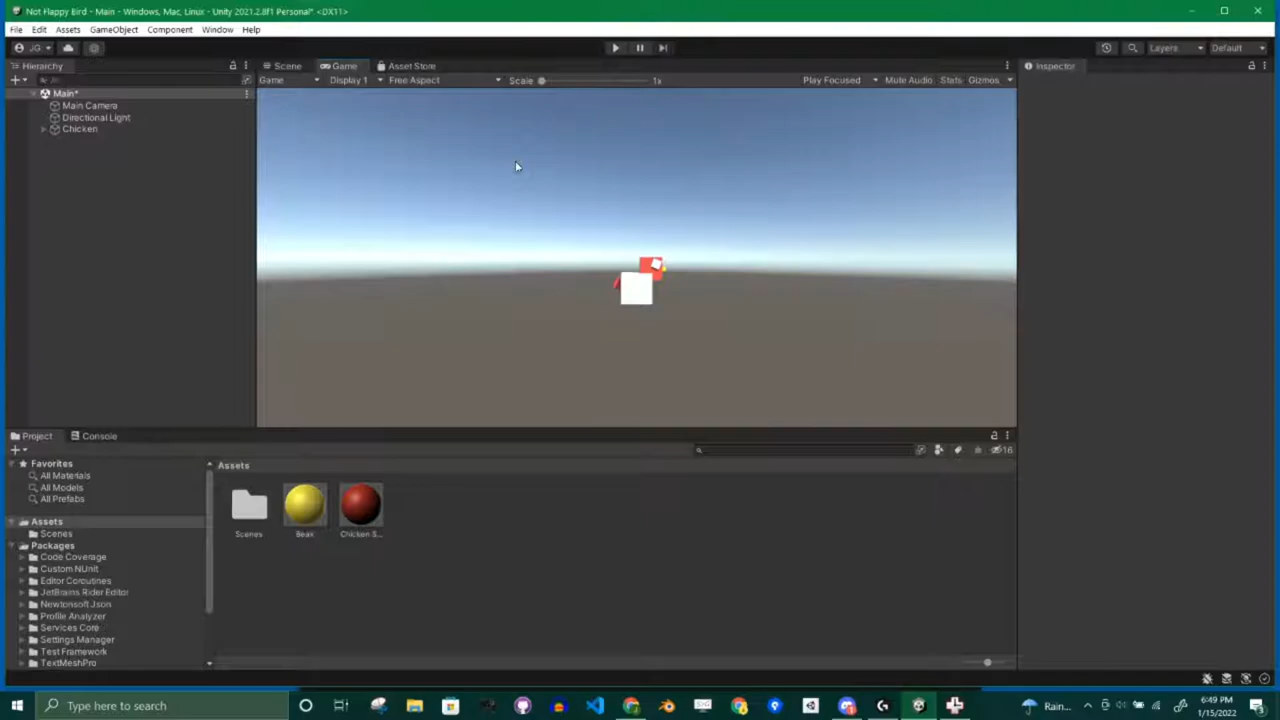 Not Flappy Bird - Main - Windows, Mac, Linux - Unity 2021.2.8f1 Personal* <DX11>
File Edit Assets GameObject Component Window Help
JG Layers Default
Hierarchy Scene Game Asset Store Inspector
All Game Display 1 Free Aspect Scale 1x Play Focused Mute Audio Stats Gizmos
Main*
Main Camera
Directional Light
Chicken
Project Console
16
Favorites Assets
All Materials
All Models
All Prefabs
Assets
Scenes Scenes Beak Chicken S...
Packages
Code Coverage
Custom NUnit
Editor Coroutines
JetBrains Rider Editor
Newtonsoft Json
Profile Analyzer
Services Core
Settings Manager
Test Framework
TextMeshPro
Type here to search Rain... 6:49 PM
1/15/2022 3